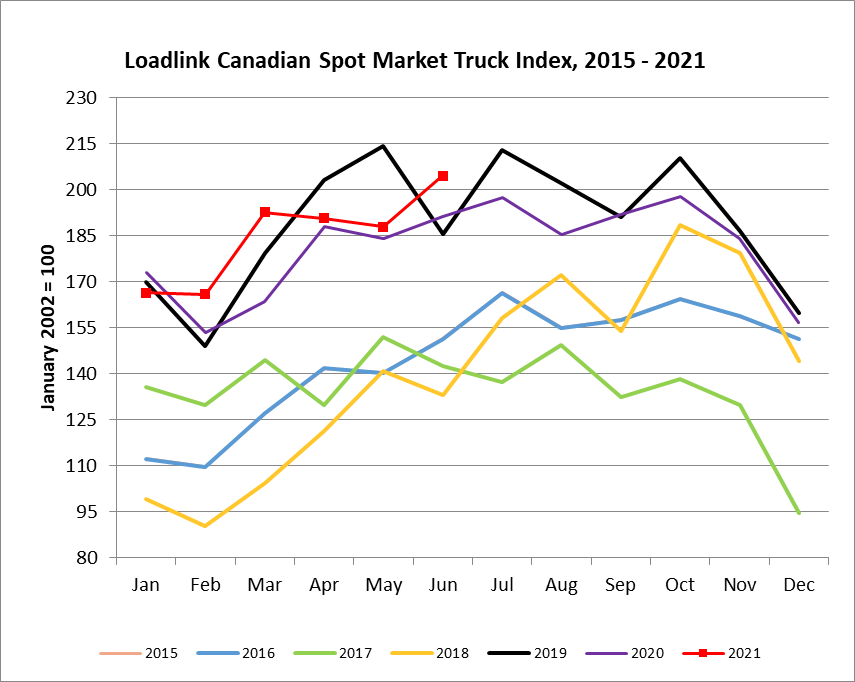 Loadlink Canadian Spot Market Truck Index, 2015 - 2021
January 2002 = 100
230
215
200
185
170
155
140
125
110
95
80
Jan Feb Mar Apr May Jun Jul Aug Sep Oct Nov Dec
2015 2016 2017 2018 2019 2020 2021